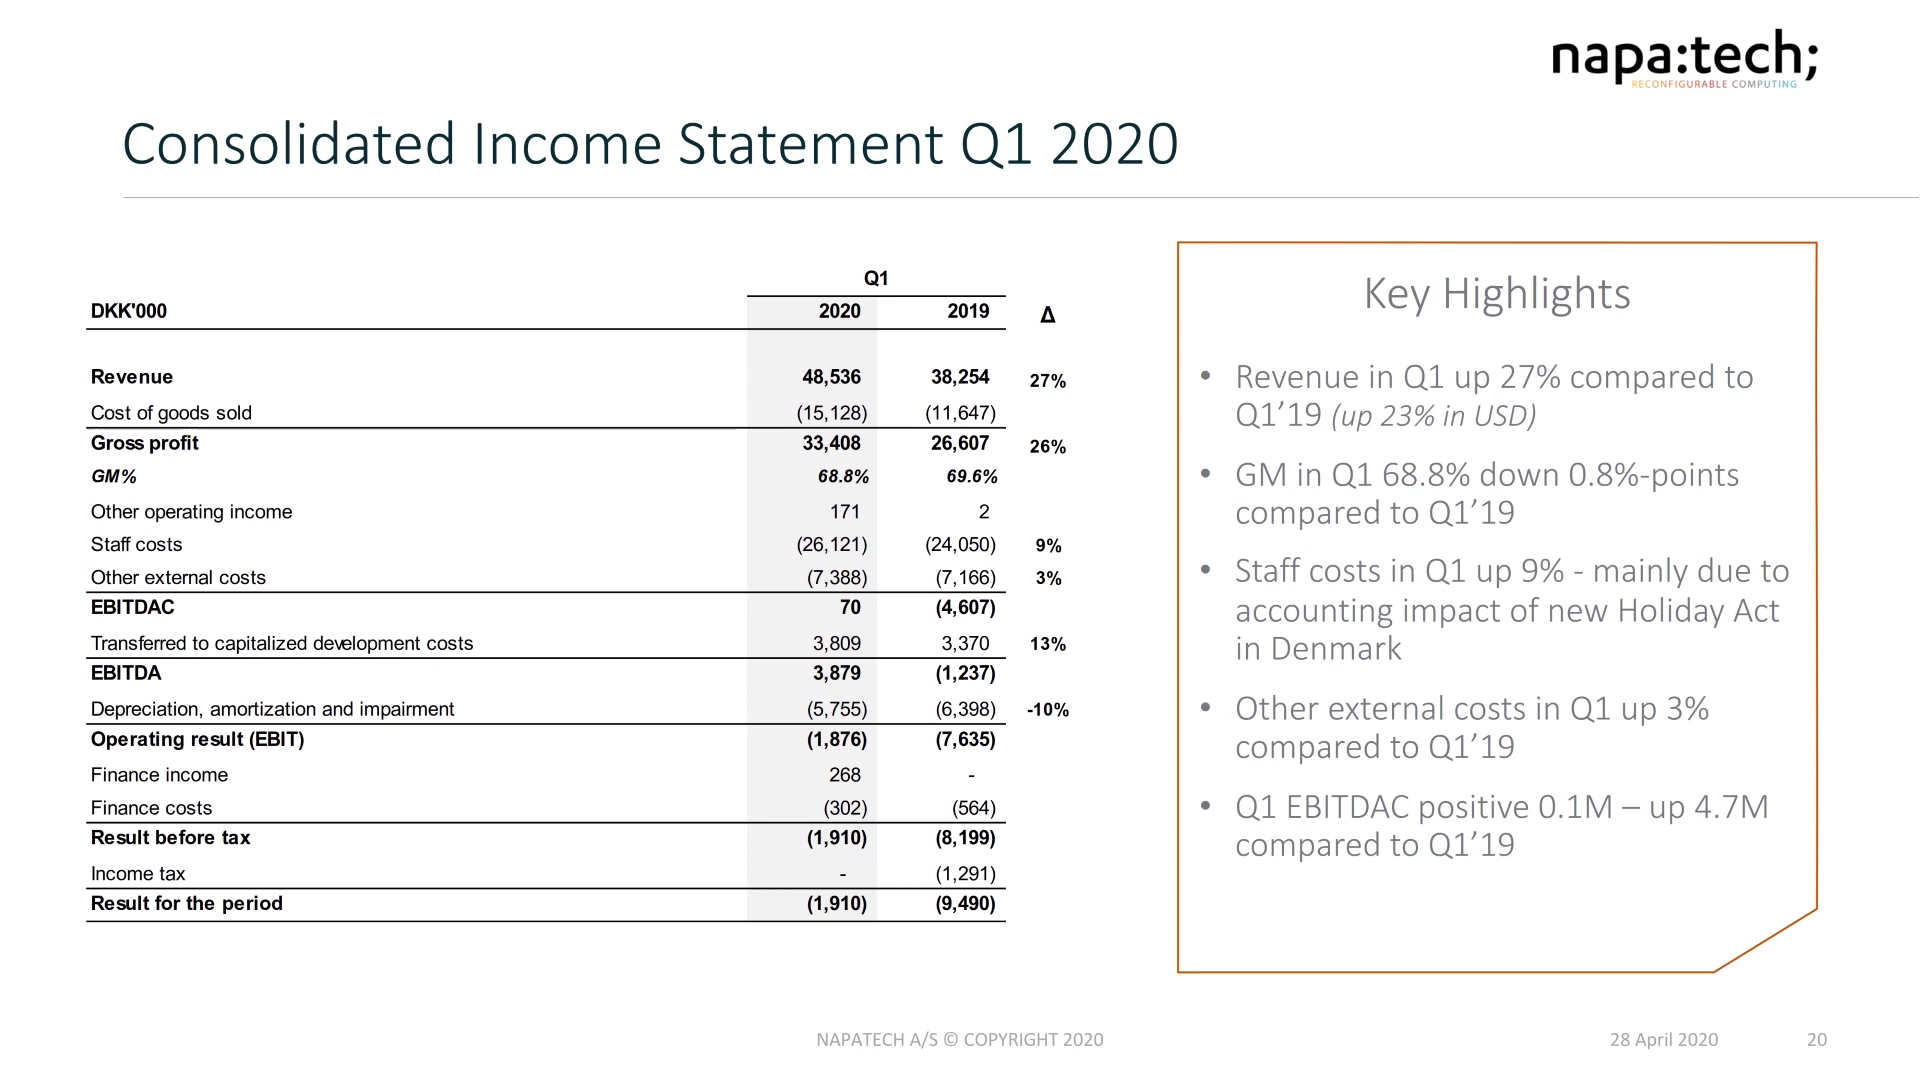 napa:tech;
RECONFIGURABLE COMPUTING
Consolidated Income Statement Q1 2020
Q1
DKK'000 2020 2019 Δ
Revenue 48,536 38,254 27%
Cost of goods sold (15,128) (11,647)
Gross profit 33,408 26,607 26%
GM% 68.8% 69.6%
Other operating income 171 2
Staff costs (26,121) (24,050) 9%
Other external costs (7,388) (7,166) 3%
EBITDAC 70 (4,607)
Transferred to capitalized development costs 3,809 3,370 13%
EBITDA 3,879 (1,237)
Depreciation, amortization and impairment (5,755) (6,398) -10%
Operating result (EBIT) (1,876) (7,635)
Finance income 268 -
Finance costs (302) (564)
Result before tax (1,910) (8,199)
Income tax - (1,291)
Result for the period (1,910) (9,490)
Key Highlights
• Revenue in Q1 up 27% compared to
Q1’19 (up 23% in USD)
• GM in Q1 68.8% down 0.8%-points
compared to Q1’19
• Staff costs in Q1 up 9% - mainly due to
accounting impact of new Holiday Act
in Denmark
• Other external costs in Q1 up 3%
compared to Q1’19
• Q1 EBITDAC positive 0.1M – up 4.7M
compared to Q1’19
NAPATECH A/S © COPYRIGHT 2020
28 April 2020
20